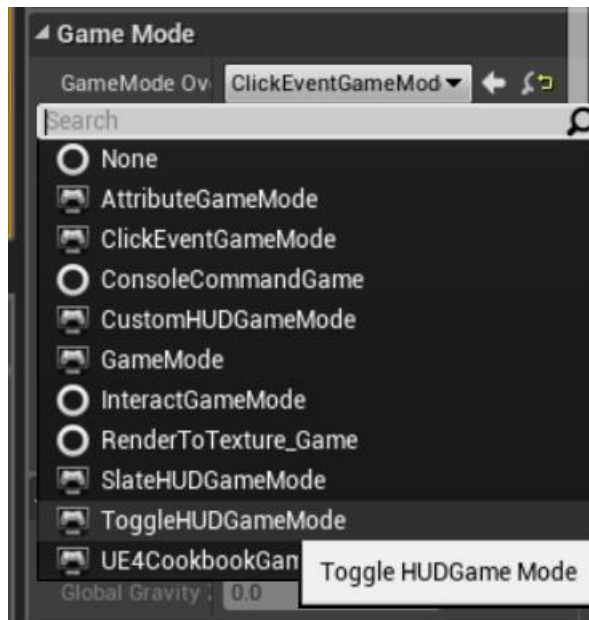 Game Mode
GameMode Ov ClickEventGameMod
Search
None
AttributeGameMode
ClickEventGameMode
ConsoleCommandGame
CustomHUDGameMode
GameMode
InteractGameMode
RenderToTexture_Game
SlateHUDGameMode
ToggleHUDGameMode
UE4CookbookGam
Toggle HUDGame Mode
Global Gravity 0.0